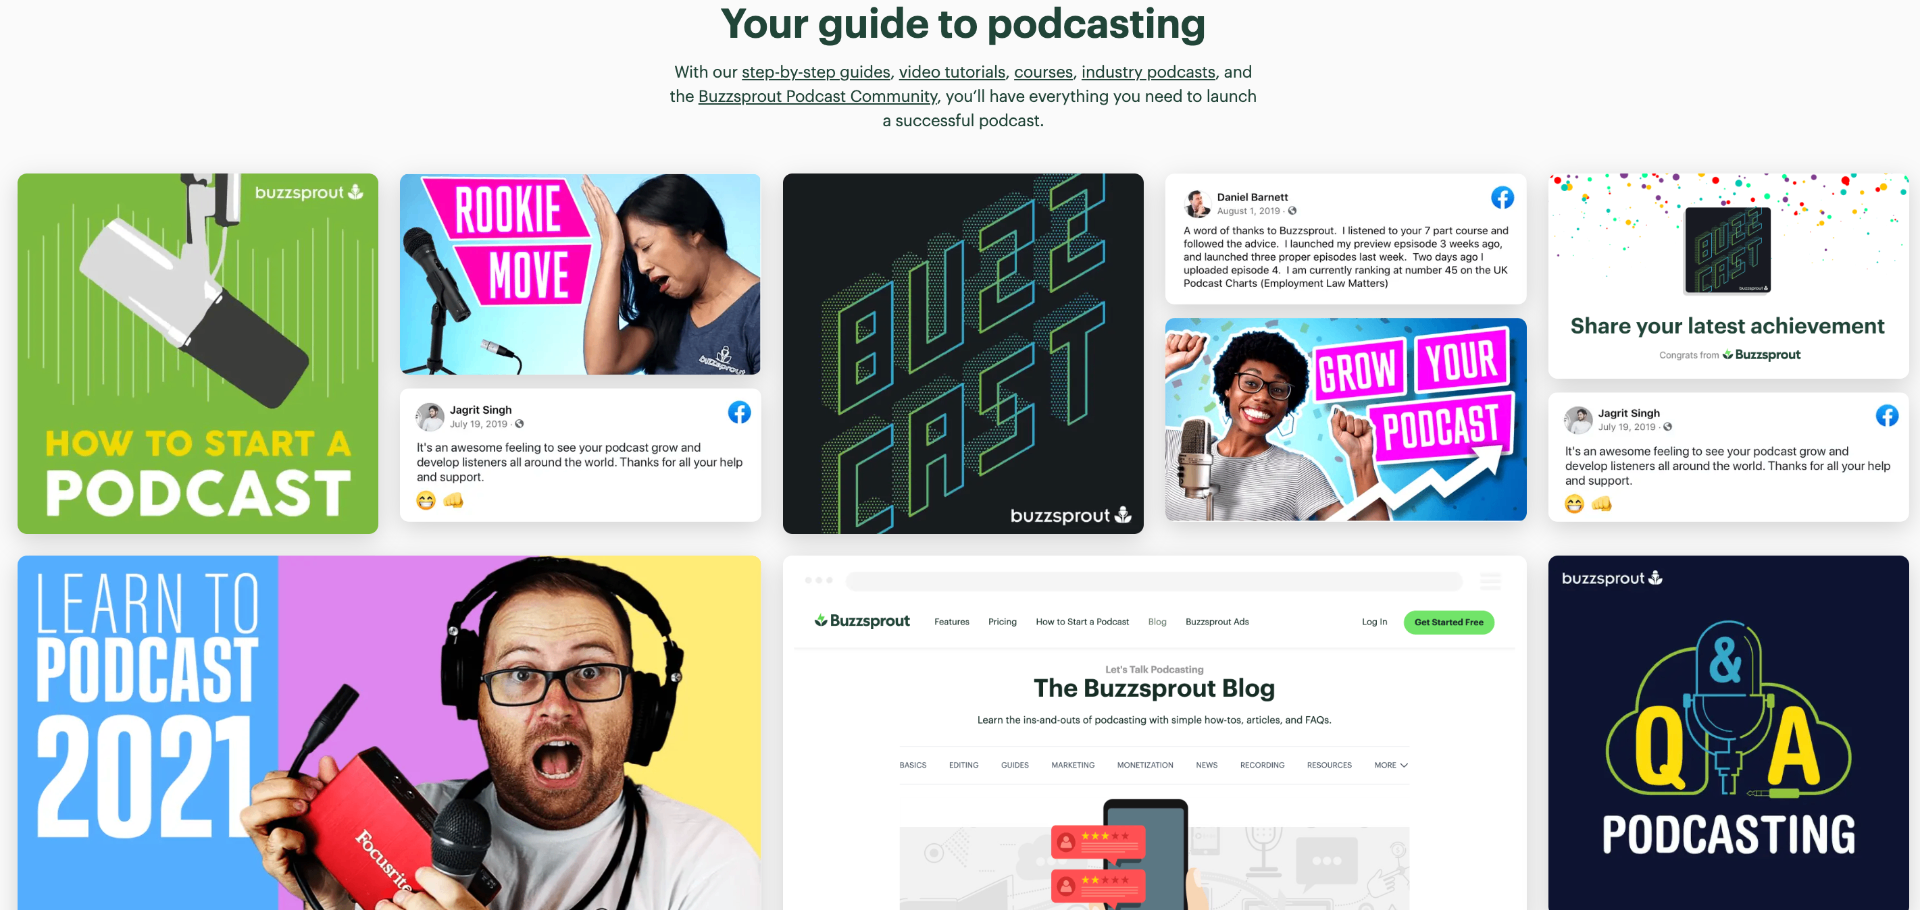 Your guide to podcasting
With our step-by-step guides, video tutorials, courses, industry podcasts, and
the Buzzsprout Podcast Community, you'll have everything you need to launch
a successful podcast.
buzzsprout
HOW TO START A
PODCAST
ROOKIE
MOVE
buzzsprout
Jagrit Singh
July 19, 2019 ·
It's an awesome feeling to see your podcast grow and
develop listeners all around the world. Thanks for all your help
and support.
BUZZ
CAST
buzzsprout
Daniel Barnett
August 1, 2019 ·
A word of thanks to Buzzsprout. I listened to your 7 part course and
followed the advice. I launched my preview epsisode 3 weeks ago,
and launched three proper episodes last week. Two days ago I
uploaded episode 4. I am currently ranking at number 45 on the UK
Podcast Charts (Employment Law Matters)
GROW YOUR
PODCAST
BUZZ
CAST
buzzsprout
Share your latest achievement
Congrats from Buzzsprout
Jagrit Singh
July 19, 2019 ·
It's an awesome feeling to see your podcast grow and
develop listeners all around the world. Thanks for all your help
and support.
LEARN TO
PODCAST
2021
Focusrite
Buzzsprout Features Pricing How to Start a Podcast Blog Buzzsprout Ads Log In Get Started Free
Let's Talk Podcasting
The Buzzsprout Blog
Learn the ins-and-outs of podcasting with simple how-tos, articles, and FAQs.
BASICS EDITING GUIDES MARKETING MONETIZATION NEWS RECORDING RESOURCES MORE
buzzsprout
&
Q A
PODCASTING